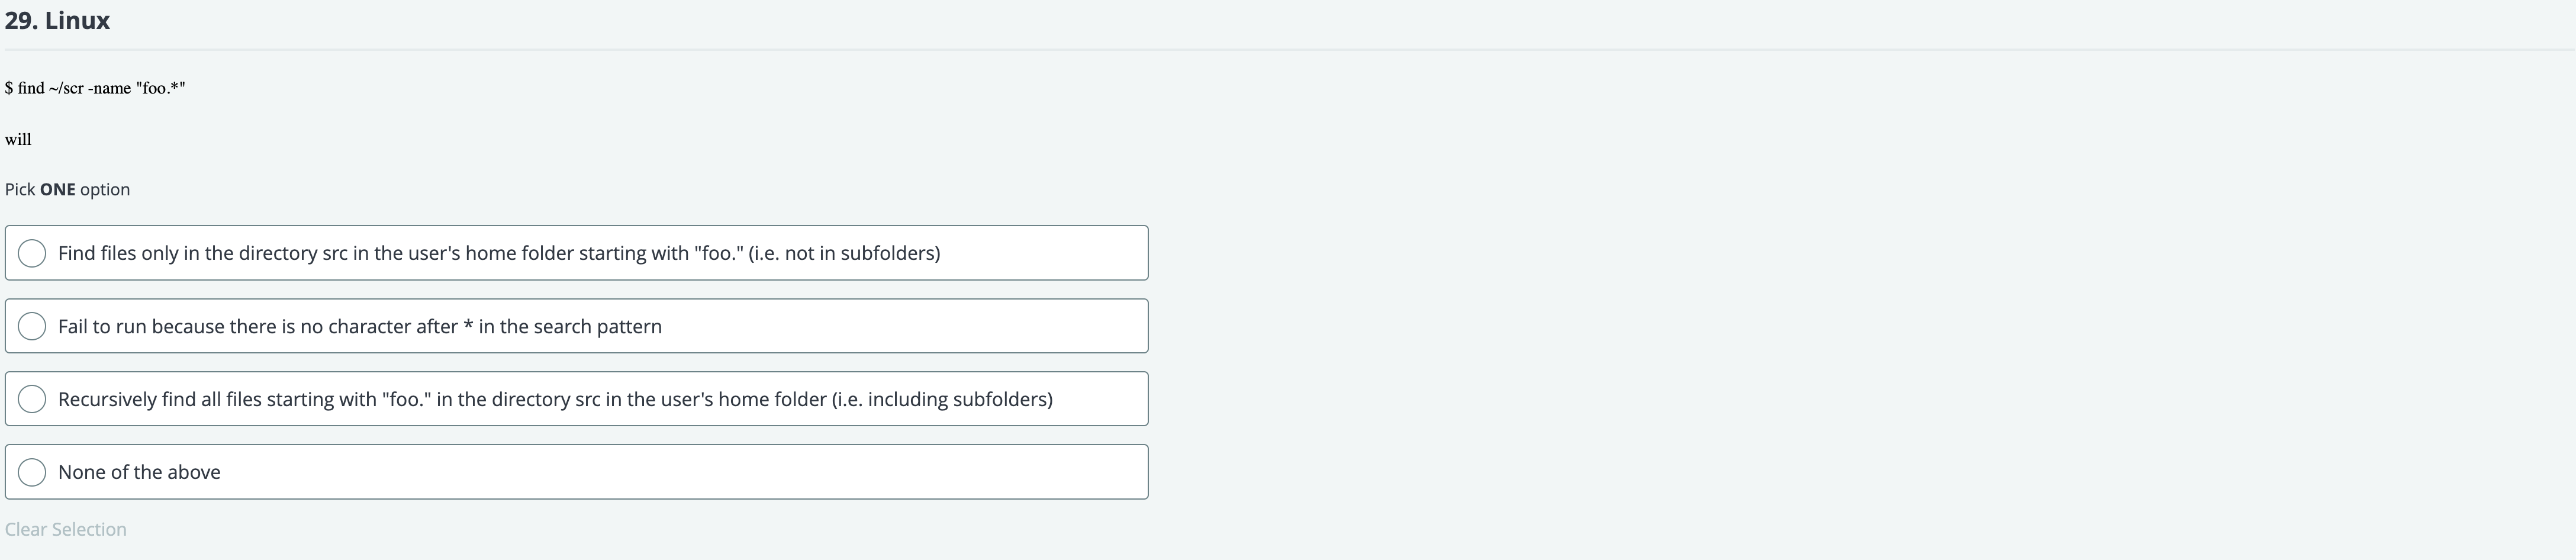 29. Linux
$ find ~/scr -name "foo.*"
will
Pick ONE option
Find files only in the directory src in the user's home folder starting with "foo." (i.e. not in subfolders)
Fail to run because there is no character after * in the search pattern
Recursively find all files starting with "foo." in the directory src in the user's home folder (i.e. including subfolders)
None of the above
Clear Selection